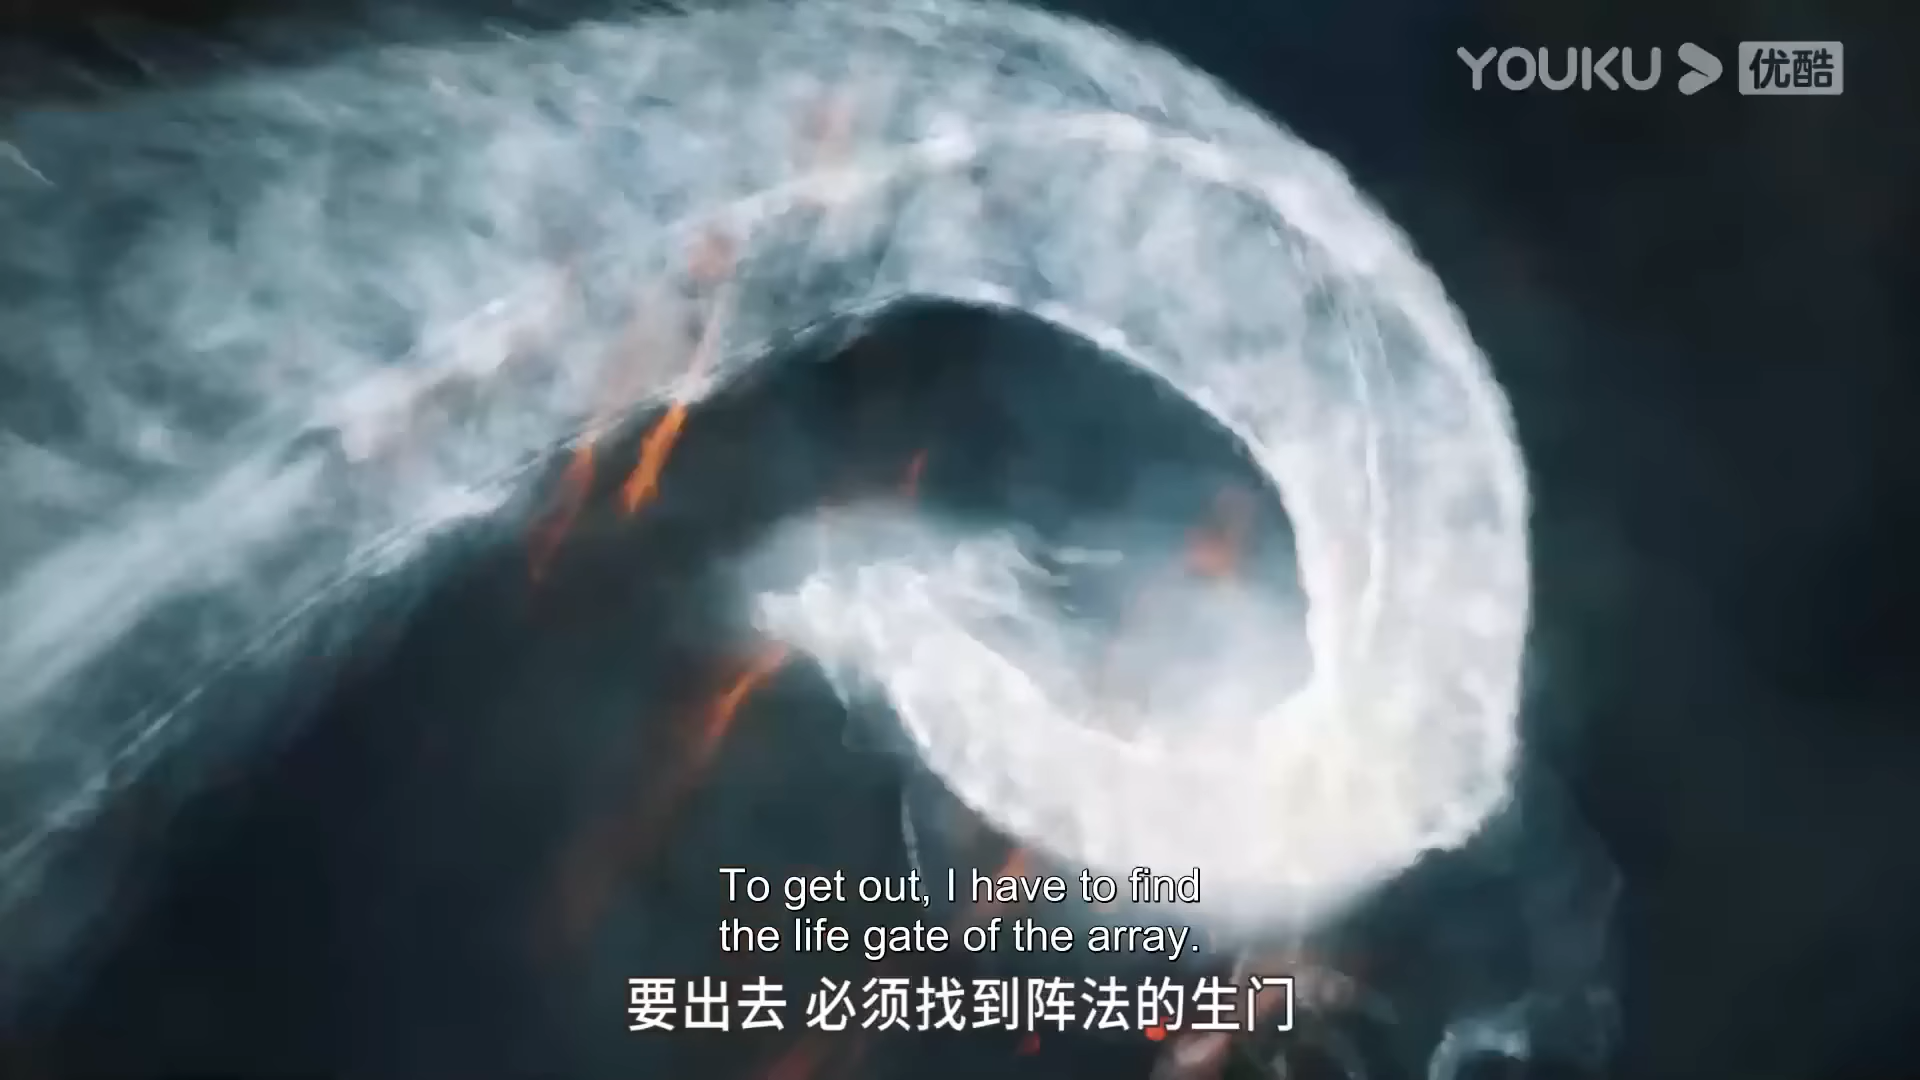 YOUKU 优酷
To get out, I have to find
the life gate of the array.
要出去 必须找到阵法的生门